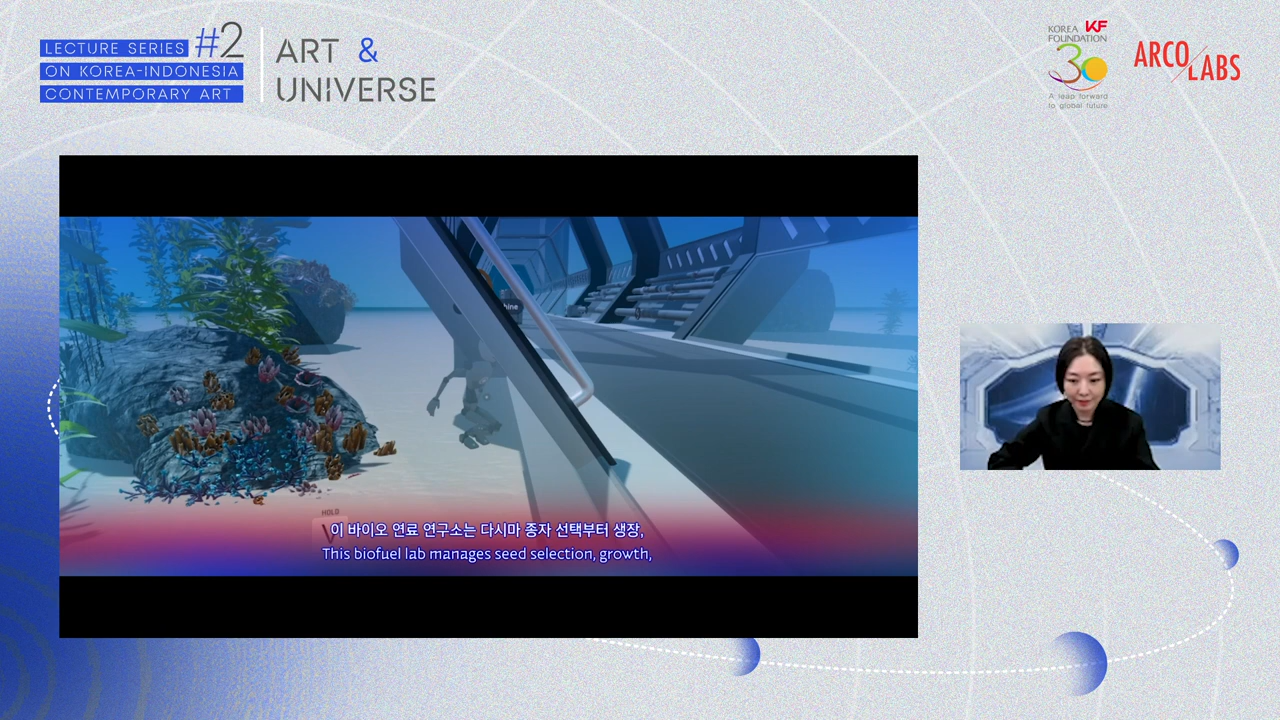 LECTURE SERIES #2
ON KOREA-INDONESIA
CONTEMPORARY ART
ART &
UNIVERSE
KOREA KF
FOUNDATION
30
A leap forward
to global future
ARCO/LABS
HOLD
V
이 바이오 연료 연구소는 다시마 종자 선택부터 생장,
This biofuel lab manages seed selection, growth,